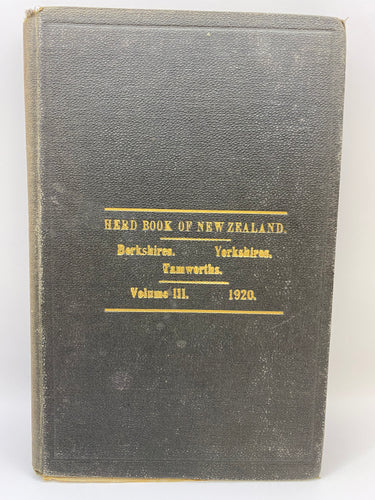 HERD BOOK OF NEW ZEALAND.
Berkshires. Yorkshires.
Tamworths.
Volume III. 1920.